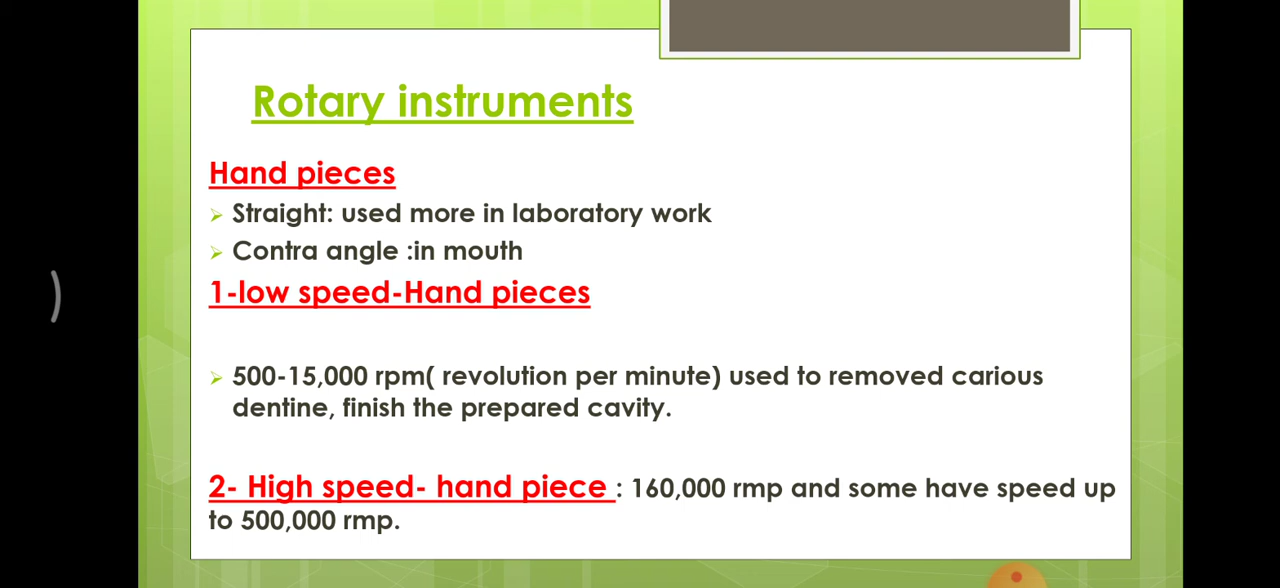 Rotary instruments
Hand pieces
Straight: used more in laboratory work
Contra angle :in mouth
1-low speed-Hand pieces
500-15,000 rpm( revolution per minute) used to removed carious
dentine, finish the prepared cavity.
2- High speed- hand piece : 160,000 rmp and some have speed up
to 500,000 rmp.